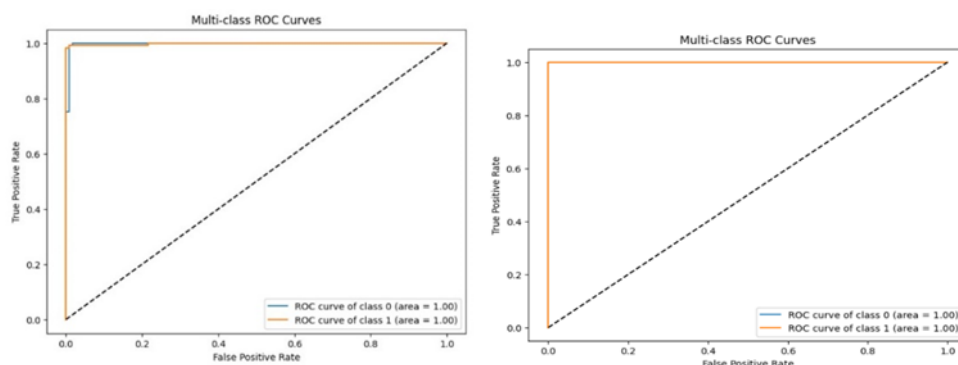 Multi-class ROC Curves
True Positive Rate
1.0
0.8
0.6
0.4
0.2
0.0
ROC curve of class 0 (area = 1.00)
ROC curve of class 1 (area = 1.00)
0.0 0.2 0.4 0.6 0.8 1.0
False Positive Rate
Multi-class ROC Curves
True Positive Rate
1.0
0.8
0.6
0.4
0.2
0.0
ROC curve of class 0 (area = 1.00)
ROC curve of class 1 (area = 1.00)
0.0 0.2 0.4 0.6 0.8 1.0
False Positive Rate